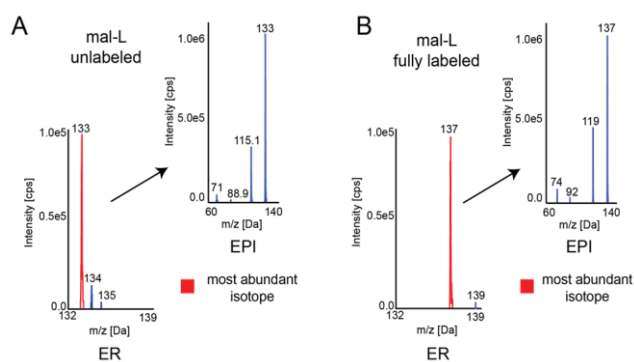 A
mal-L
unlabeled
Intensity [cps]
1.0e6
5.0e5
0.0
133
115.1
71
88.9
60
140
m/z [Da]
EPI
Intensity [cps]
1.0e5
0.5e5
0.0
133
134
135
132
139
m/z [Da]
ER
most abundant
isotope
B
mal-L
fully labeled
Intensity [cps]
1.0e6
5.0e5
0.0
137
119
74
92
60
140
m/z [Da]
EPI
Intensity [cps]
1.0e5
0.5e5
0.0
137
139
132
139
m/z [Da]
ER
most abundant
isotope